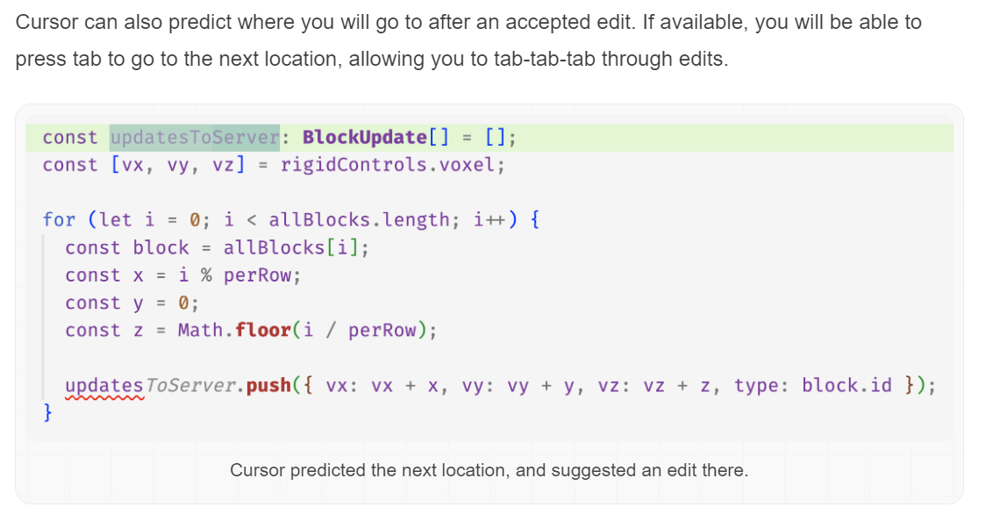 Cursor can also predict where you will go to after an accepted edit. If available, you will be able to
press tab to go to the next location, allowing you to tab-tab-tab through edits.
const updatesToServer: BlockUpdate[] = [];
const [vx, vy, vz] = rigidControls.voxel;
for (let i = 0; i < allBlocks.length; i++) {
  const block = allBlocks[i];
  const x = i % perRow;
  const y = 0;
  const z = Math.floor(i / perRow);
  updatesToServer.push({ vx: vx + x, vy: vy + y, vz: vz + z, type: block.id });
}
Cursor predicted the next location, and suggested an edit there.